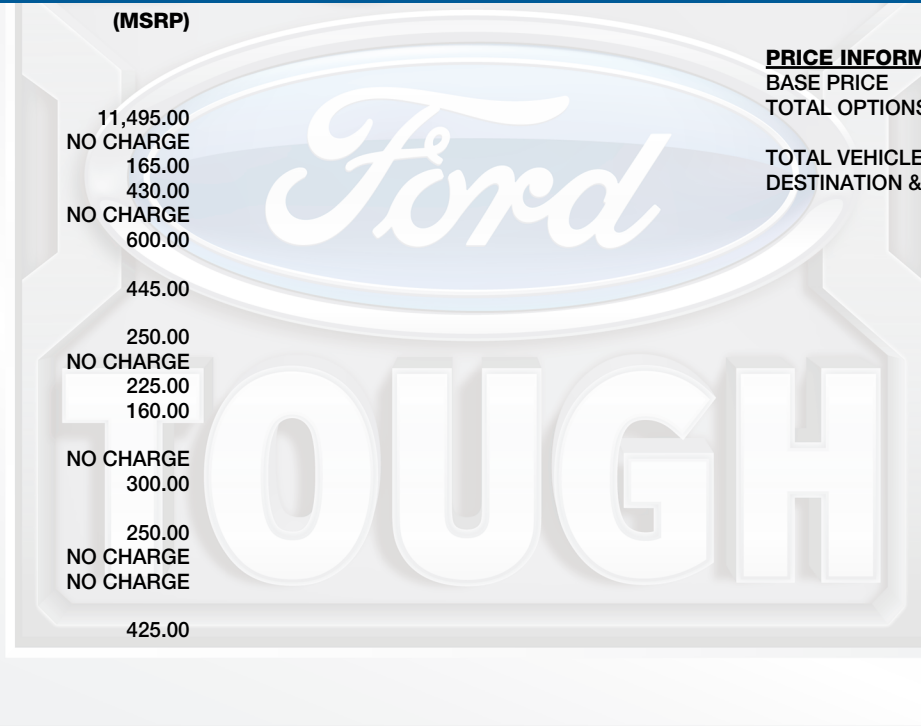 (MSRP)
11,495.00
NO CHARGE
165.00
430.00
NO CHARGE
600.00
445.00
250.00
NO CHARGE
225.00
160.00
NO CHARGE
300.00
250.00
NO CHARGE
NO CHARGE
425.00
PRICE INFORM
BASE PRICE
TOTAL OPTIONS
TOTAL VEHICLE
DESTINATION &
Ford
TOUGH